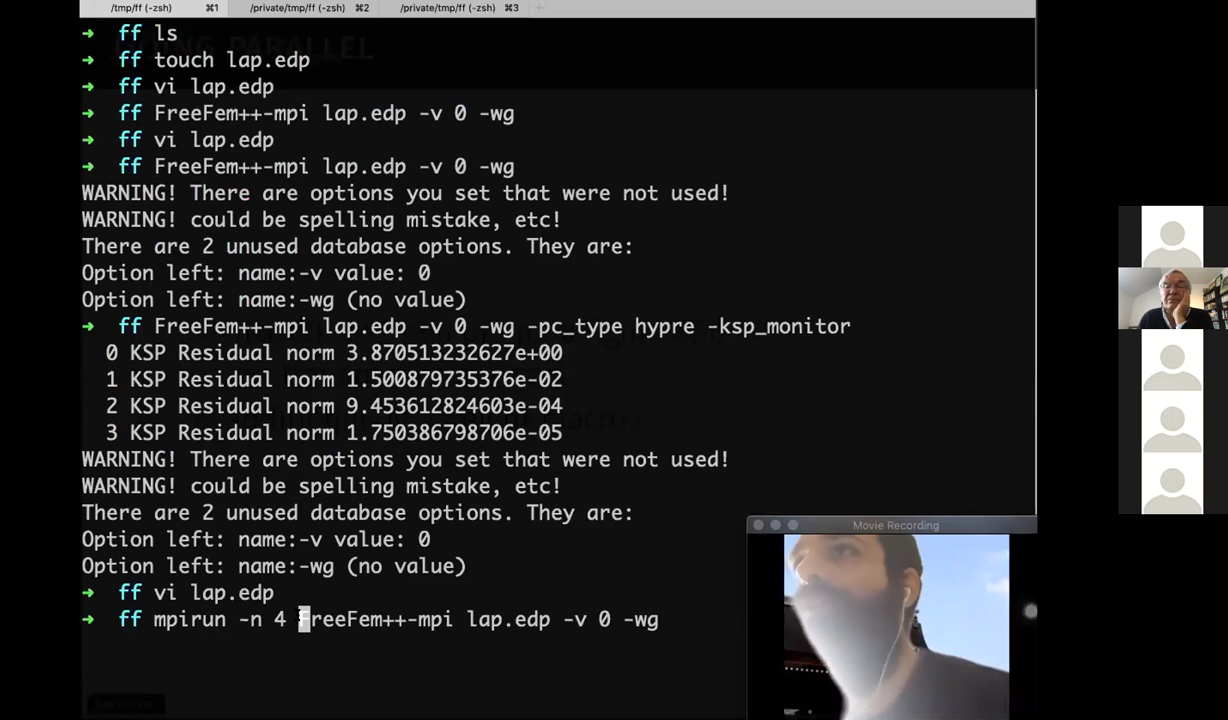 /tmp/ff (-zsh) ⌘1 /private/tmp/ff (-zsh) ⌘2 /private/tmp/ff (-zsh) ⌘3 +
→ ff ls
→ ff touch lap.edp
→ ff vi lap.edp
→ ff FreeFem++-mpi lap.edp -v 0 -wg
→ ff vi lap.edp
→ ff FreeFem++-mpi lap.edp -v 0 -wg
WARNING! There are options you set that were not used!
WARNING! could be spelling mistake, etc!
There are 2 unused database options. They are:
Option left: name:-v value: 0
Option left: name:-wg (no value)
→ ff FreeFem++-mpi lap.edp -v 0 -wg -pc_type hypre -ksp_monitor
0 KSP Residual norm 3.870513232627e+00
1 KSP Residual norm 1.500879735376e-02
2 KSP Residual norm 9.453612824603e-04
3 KSP Residual norm 1.750386798706e-05
WARNING! There are options you set that were not used!
WARNING! could be spelling mistake, etc!
There are 2 unused database options. They are:
Option left: name:-v value: 0
Option left: name:-wg (no value)
→ ff vi lap.edp
→ ff mpirun -n 4 FreeFem++-mpi lap.edp -v 0 -wg
Movie Recording